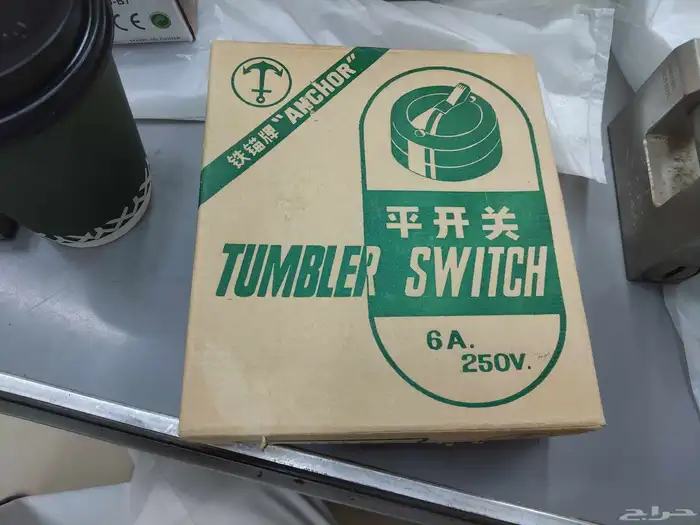 铁锚牌 "ANCHOR"
平开关
TUMBLER SWITCH
6A.
250V.
حراج